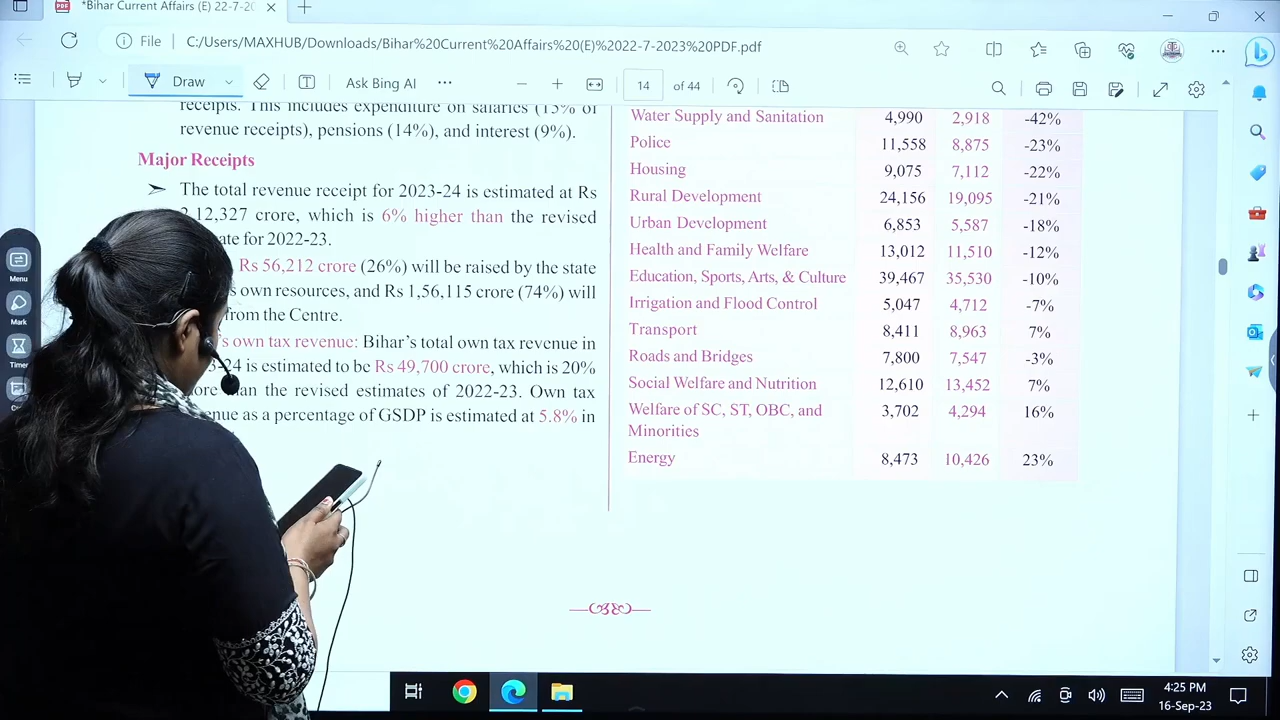 *Bihar Current Affairs (E) 22-7-20
File
C:/Users/MAXHUB/Downloads/Bihar%20Current%20Affairs%20(E)%2022-7-2023%20PDF.pdf
Draw
Ask Bing AI
14 of 44
receipts. This includes expenditure on salaries (15% of
revenue receipts), pensions (14%), and interest (9%).
Major Receipts
➢ The total revenue receipt for 2023-24 is estimated at Rs
2,12,327 crore, which is 6% higher than the revised
ate for 2022-23.
Rs 56,212 crore (26%) will be raised by the state
s own resources, and Rs 1,56,115 crore (74%) will
from the Centre.
's own tax revenue: Bihar's total own tax revenue in
3-24 is estimated to be Rs 49,700 crore, which is 20%
more than the revised estimates of 2022-23. Own tax
enue as a percentage of GSDP is estimated at 5.8% in
Water Supply and Sanitation 4,990 2,918 -42%
Police 11,558 8,875 -23%
Housing 9,075 7,112 -22%
Rural Development 24,156 19,095 -21%
Urban Development 6,853 5,587 -18%
Health and Family Welfare 13,012 11,510 -12%
Education, Sports, Arts, & Culture 39,467 35,530 -10%
Irrigation and Flood Control 5,047 4,712 -7%
Transport 8,411 8,963 7%
Roads and Bridges 7,800 7,547 -3%
Social Welfare and Nutrition 12,610 13,452 7%
Welfare of SC, ST, OBC, and 3,702 4,294 16%
Minorities
Energy 8,473 10,426 23%
Menu
Mark
Timer
4:25 PM
16-Sep-23